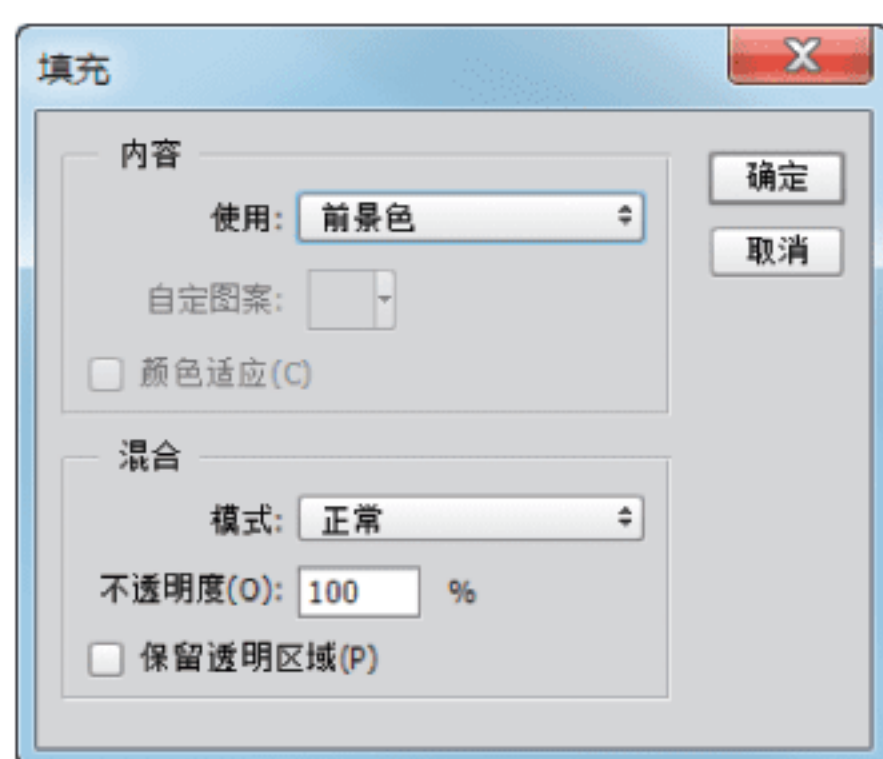 填充
内容
确定
使用: 前景色
取消
自定图案:
颜色适应(C)
混合
模式: 正常
不透明度(O): 100 %
保留透明区域(P)